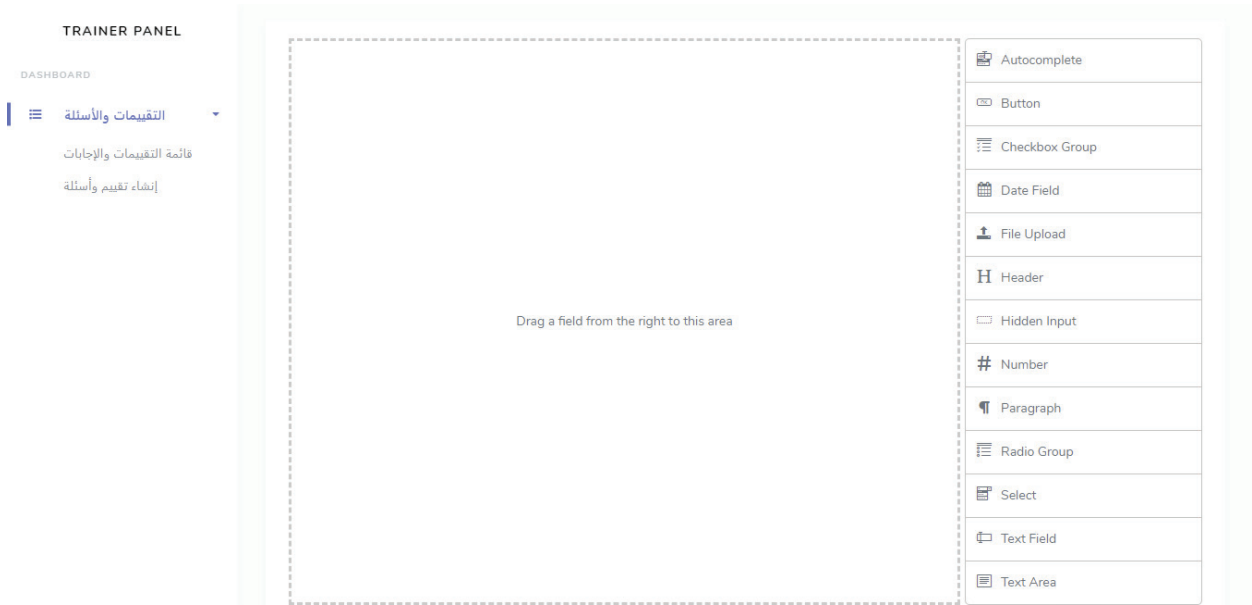 TRAINER PANEL
DASHBOARD
التقييمات والأسئلة
قائمة التقييمات والإجابات
إنشاء تقييم وأسئلة
Drag a field from the right to this area
Autocomplete
Button
Checkbox Group
Date Field
File Upload
H Header
Hidden Input
# Number
¶ Paragraph
Radio Group
Select
Text Field
Text Area